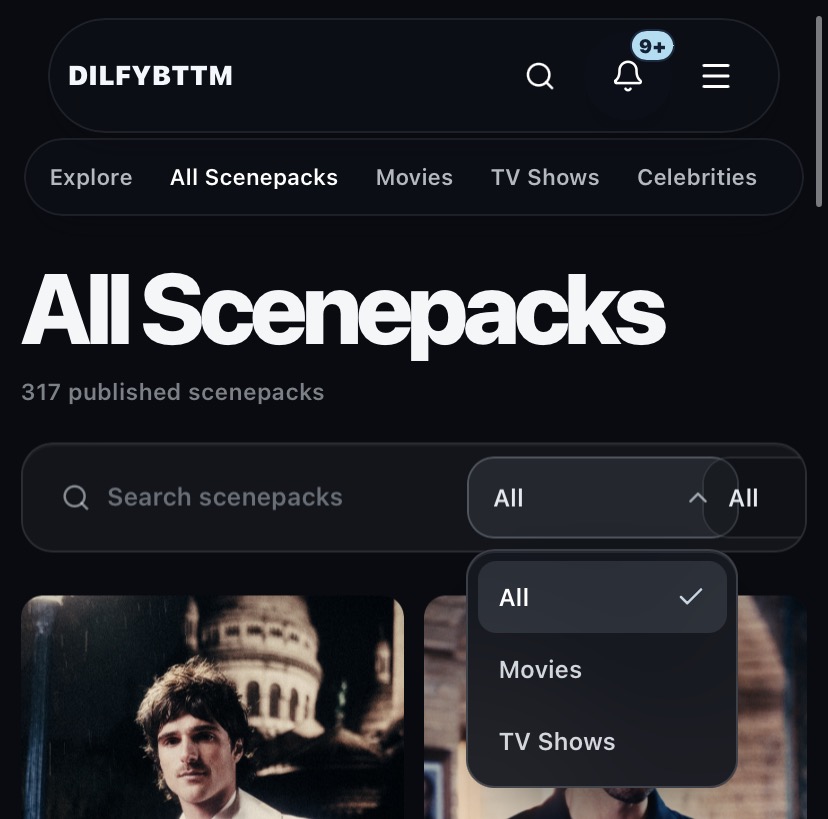 DILFYBTTM
9+
Explore All Scenepacks Movies TV Shows Celebrities
All Scenepacks
317 published scenepacks
Search scenepacks All All
All
Movies
TV Shows